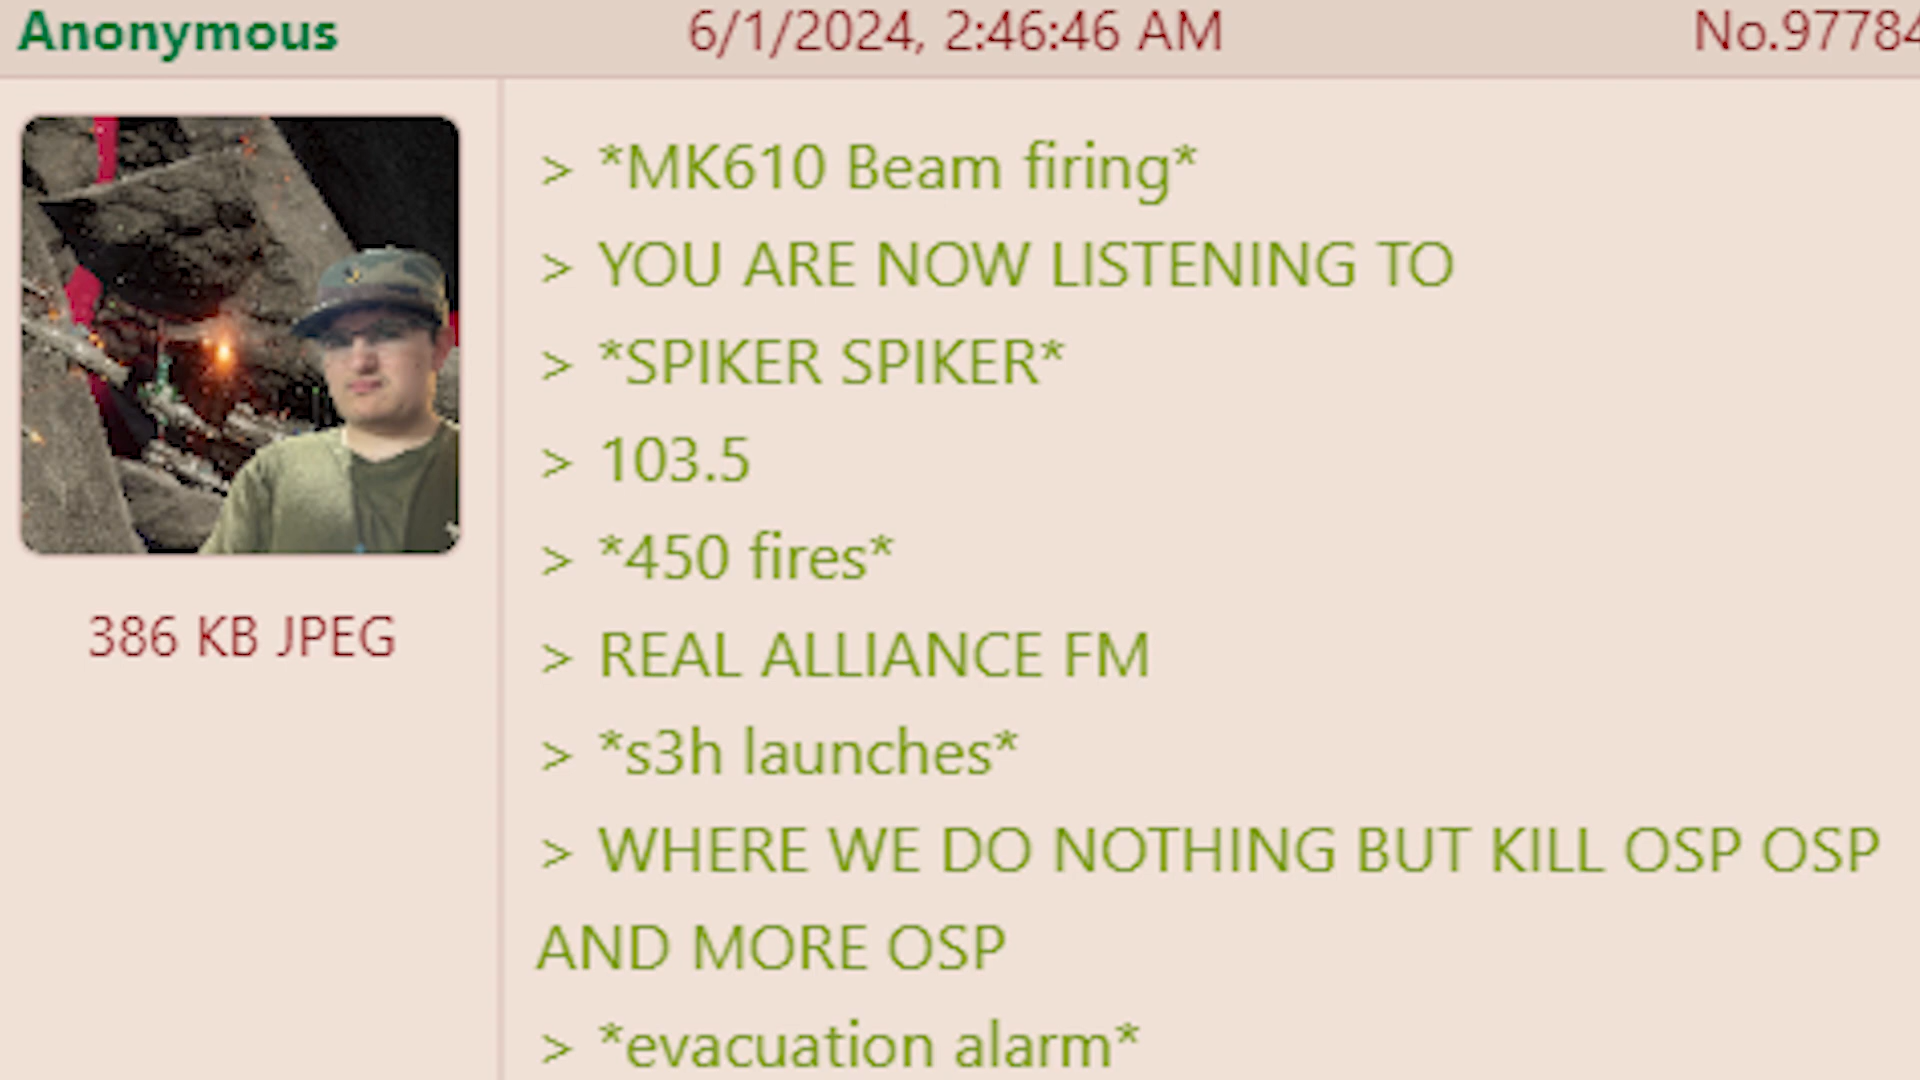 Anonymous 6/1/2024, 2:46:46 AM No.97784
> *MK610 Beam firing*
> YOU ARE NOW LISTENING TO
> *SPIKER SPIKER*
> 103.5
> *450 fires*
> REAL ALLIANCE FM
> *s3h launches*
> WHERE WE DO NOTHING BUT KILL OSP OSP
AND MORE OSP
> *evacuation alarm*
386 KB JPEG